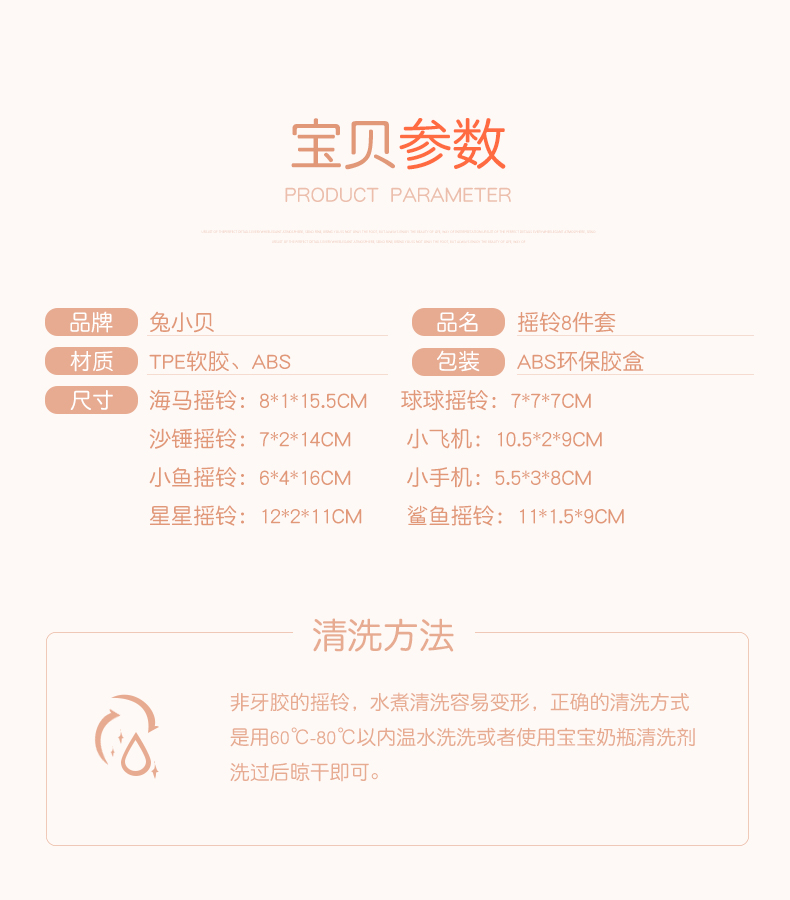 宝贝参数
PRODUCT PARAMETER
品牌 兔小贝 品名 摇铃8件套
材质 TPE软胶、ABS 包装 ABS环保胶盒
尺寸 海马摇铃：8*1*15.5CM 球球摇铃：7*7*7CM
沙锤摇铃：7*2*14CM 小飞机：10.5*2*9CM
小鱼摇铃：6*4*16CM 小手机：5.5*3*8CM
星星摇铃：12*2*11CM 鲨鱼摇铃：11*1.5*9CM
清洗方法
非牙胶的摇铃，水煮清洗容易变形，正确的清洗方式
是用60℃-80℃以内温水洗洗或者使用宝宝奶瓶清洗剂
洗过后晾干即可。